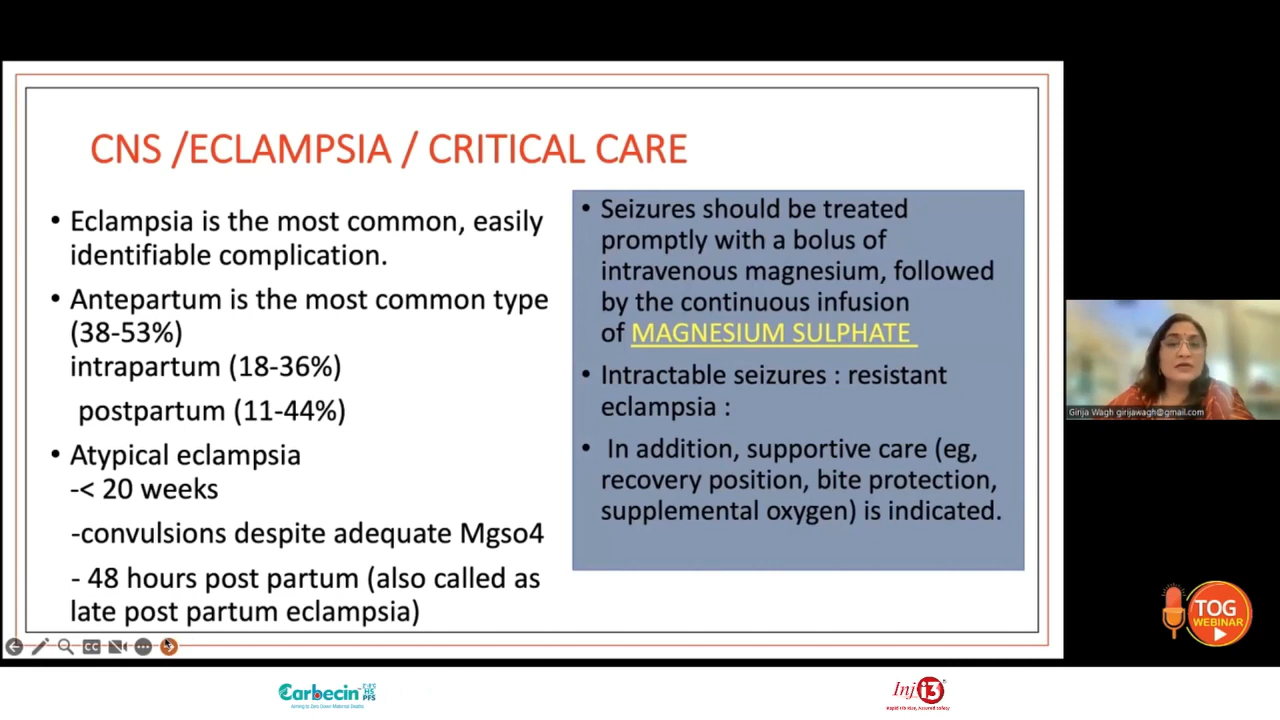 CNS /ECLAMPSIA / CRITICAL CARE
• Eclampsia is the most common, easily
identifiable complication.
• Antepartum is the most common type
(38-53%)
intrapartum (18-36%)
postpartum (11-44%)
• Atypical eclampsia
-< 20 weeks
-convulsions despite adequate Mgso4
- 48 hours post partum (also called as
late post partum eclampsia)
• Seizures should be treated
promptly with a bolus of
intravenous magnesium, followed
by the continuous infusion
of MAGNESIUM SULPHATE
• Intractable seizures : resistant
eclampsia :
• In addition, supportive care (eg,
recovery position, bite protection,
supplemental oxygen) is indicated.
Girija Wagh girijawagh@gmail.com
TOG
WEBINAR
CC
Carbecin
PFS
Inj i3